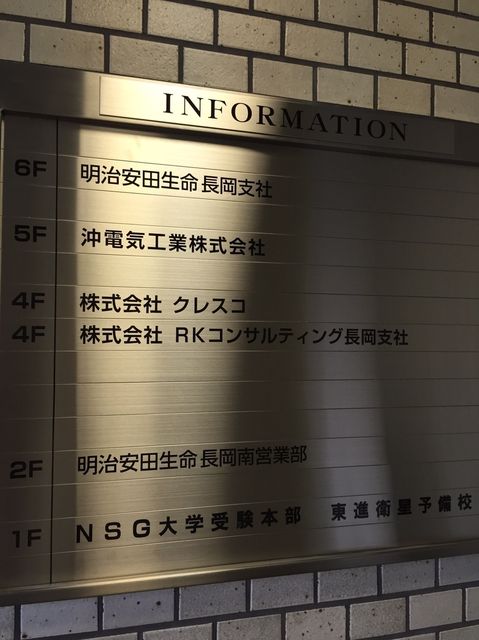 INFORMATION
6F 明治安田生命 長岡支社
5F 沖電気工業株式会社
4F 株式会社 クレスコ
4F 株式会社 RKコンサルティング長岡支社
2F 明治安田生命 長岡南営業部
1F NSG大学受験本部 東進衛星予備校